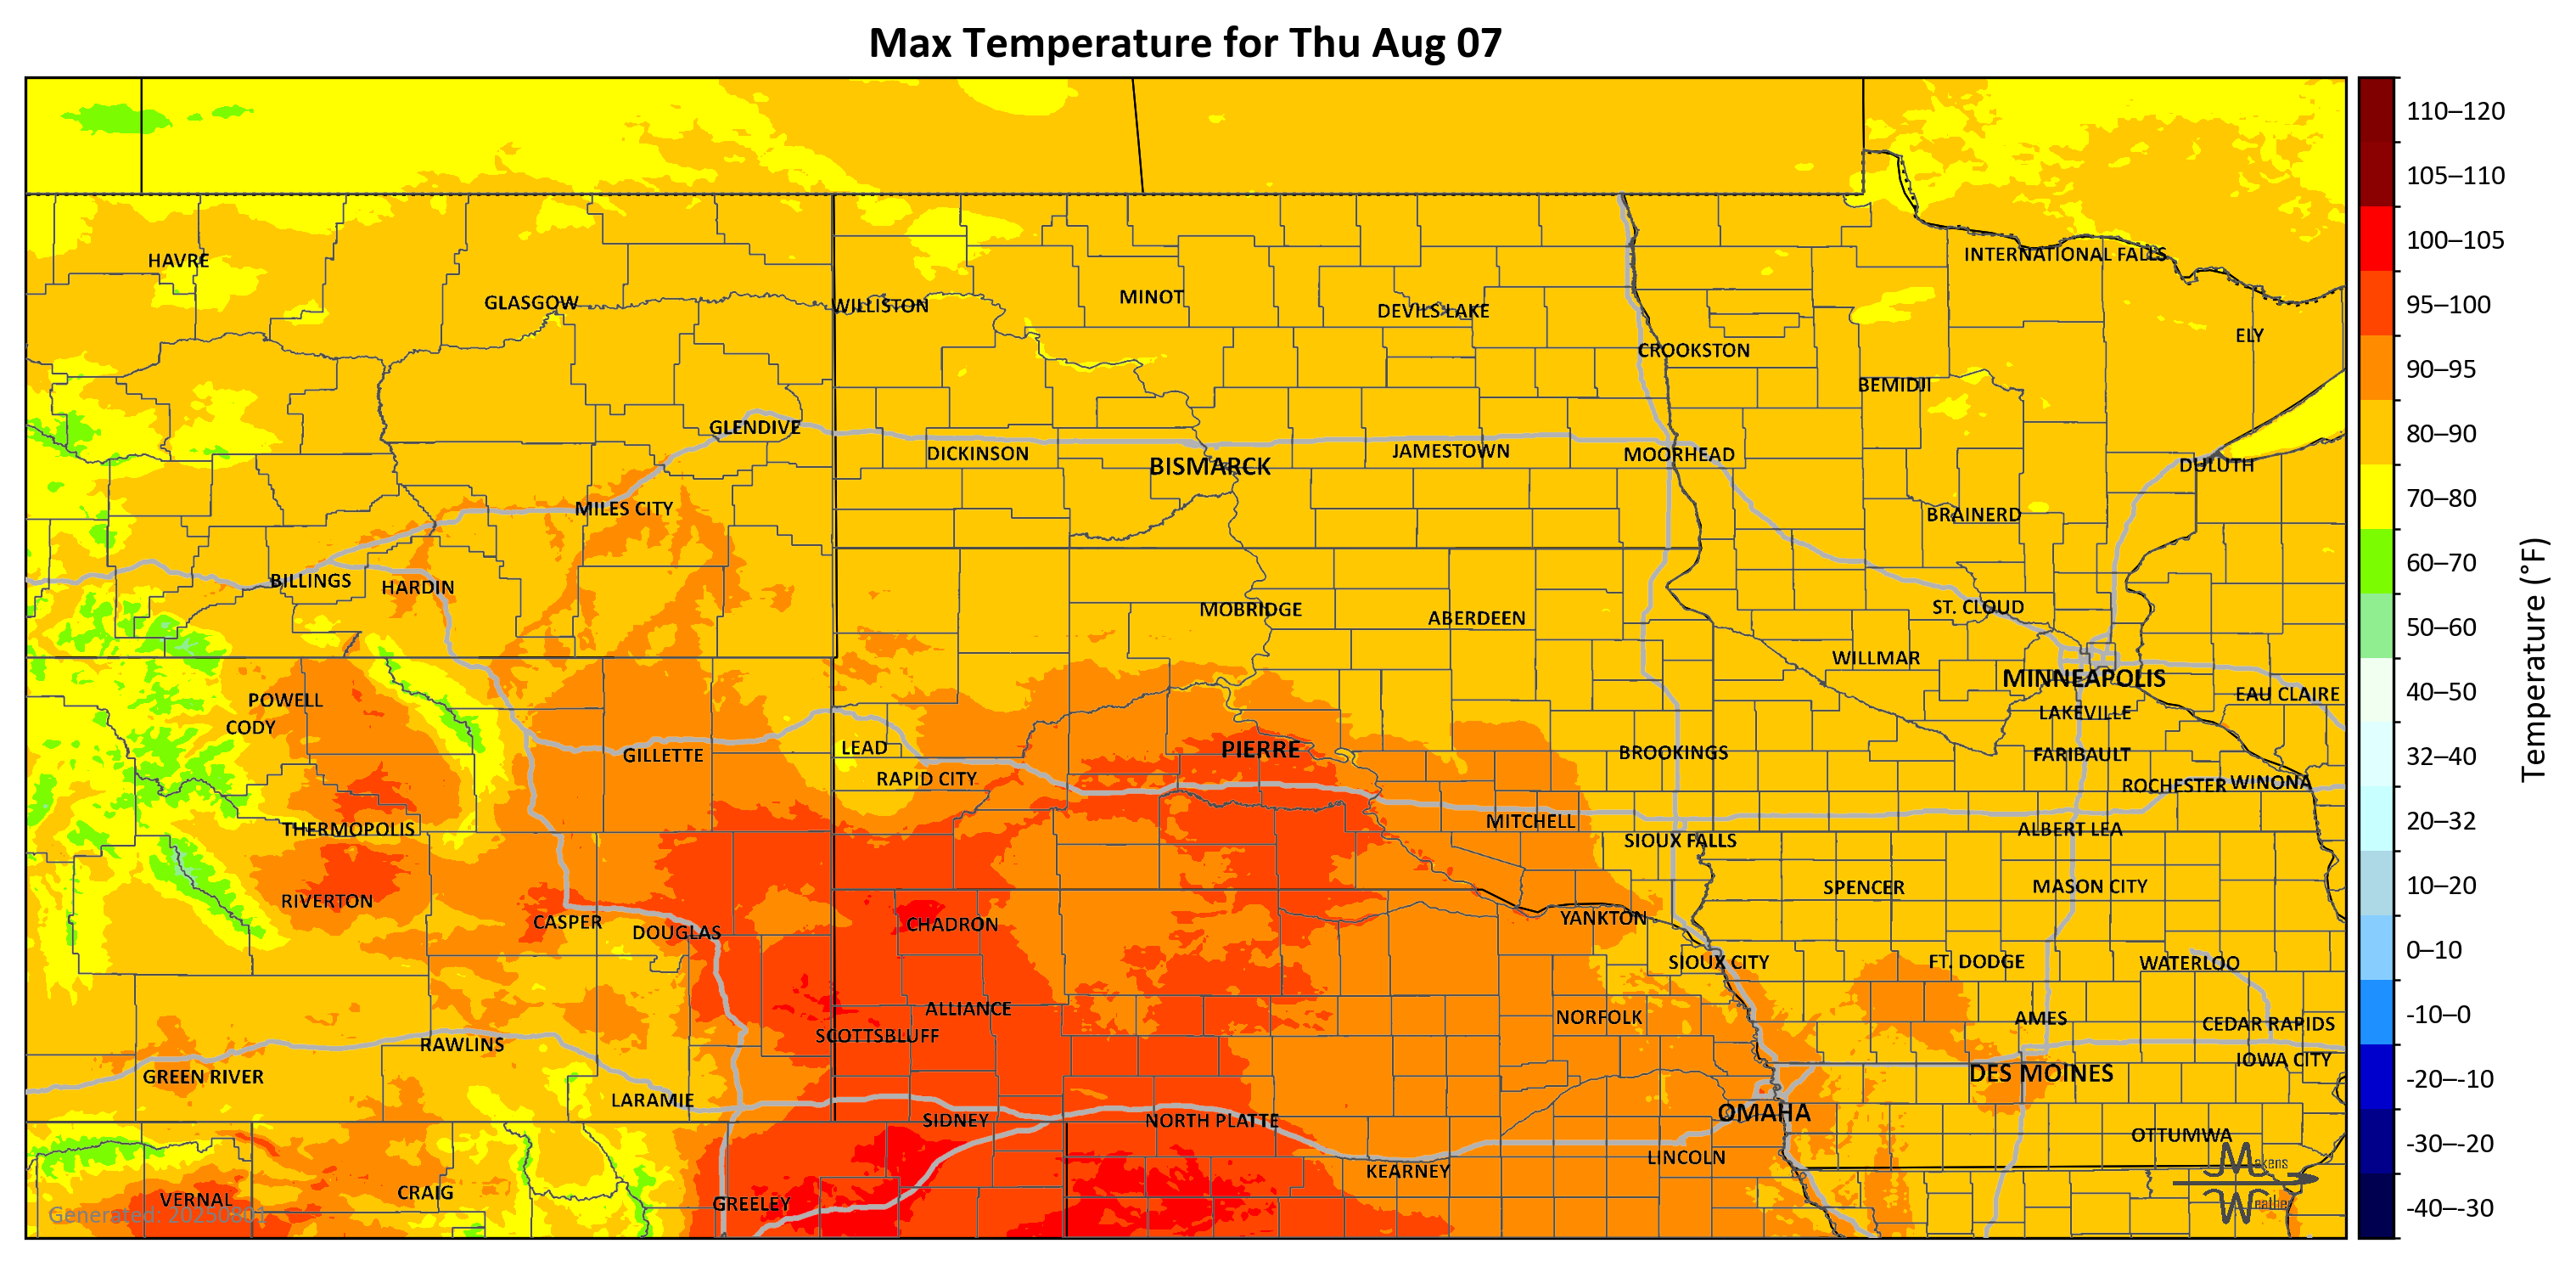 Max Temperature for Thu Aug 07
110–120
105–110
100–105
95–100
90–95
80–90
70–80
60–70
50–60
40–50
32–40
20–32
10–20
0–10
-10–0
-20–-10
-30–-20
-40–-30
Temperature (°F)
HAVRE
GLASGOW
WILLISTON
MINOT
DEVILS LAKE
INTERNATIONAL FALLS
ELY
CROOKSTON
BEMIDJI
GLENDIVE
DICKINSON
BISMARCK
JAMESTOWN
MOORHEAD
DULUTH
MILES CITY
BRAINERD
BILLINGS
HARDIN
MOBRIDGE
ABERDEEN
ST. CLOUD
WILLMAR
MINNEAPOLIS
EAU CLAIRE
POWELL
CODY
LAKEVILLE
GILLETTE
LEAD
PIERRE
BROOKINGS
FARIBAULT
RAPID CITY
ROCHESTER
WINONA
THERMOPOLIS
MITCHELL
SIOUX FALLS
ALBERT LEA
RIVERTON
SPENCER
MASON CITY
CASPER
DOUGLAS
CHADRON
YANKTON
SIOUX CITY
FT. DODGE
WATERLOO
ALLIANCE
NORFOLK
AMES
CEDAR RAPIDS
SCOTTSBLUFF
RAWLINS
IOWA CITY
GREEN RIVER
DES MOINES
LARAMIE
SIDNEY
NORTH PLATTE
OMAHA
OTTUMWA
KEARNEY
LINCOLN
VERNAL
CRAIG
GREELEY
Generated: 20250801
Makens
Weather